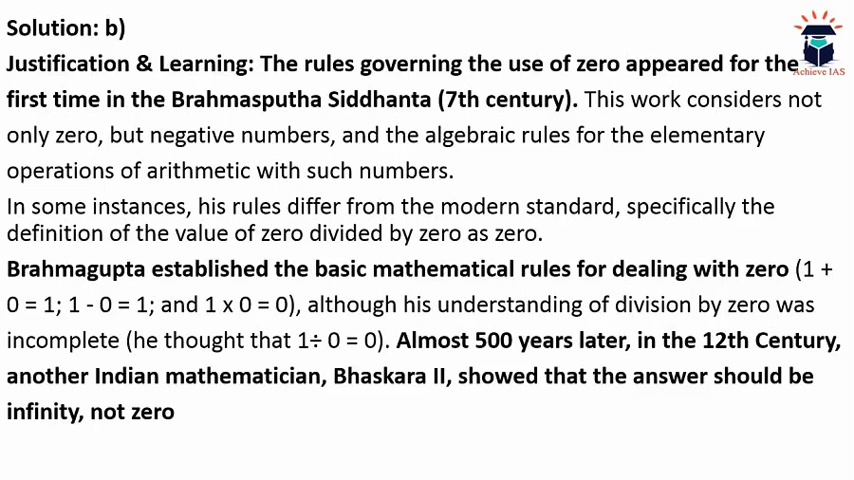 Solution: b)
Justification & Learning: The rules governing the use of zero appeared for the
Achieve IAS
first time in the Brahmasputha Siddhanta (7th century). This work considers not
only zero, but negative numbers, and the algebraic rules for the elementary
operations of arithmetic with such numbers.
In some instances, his rules differ from the modern standard, specifically the
definition of the value of zero divided by zero as zero.
Brahmagupta established the basic mathematical rules for dealing with zero (1 +
0 = 1; 1 - 0 = 1; and 1 x 0 = 0), although his understanding of division by zero was
incomplete (he thought that 1÷ 0 = 0). Almost 500 years later, in the 12th Century,
another Indian mathematician, Bhaskara II, showed that the answer should be
infinity, not zero